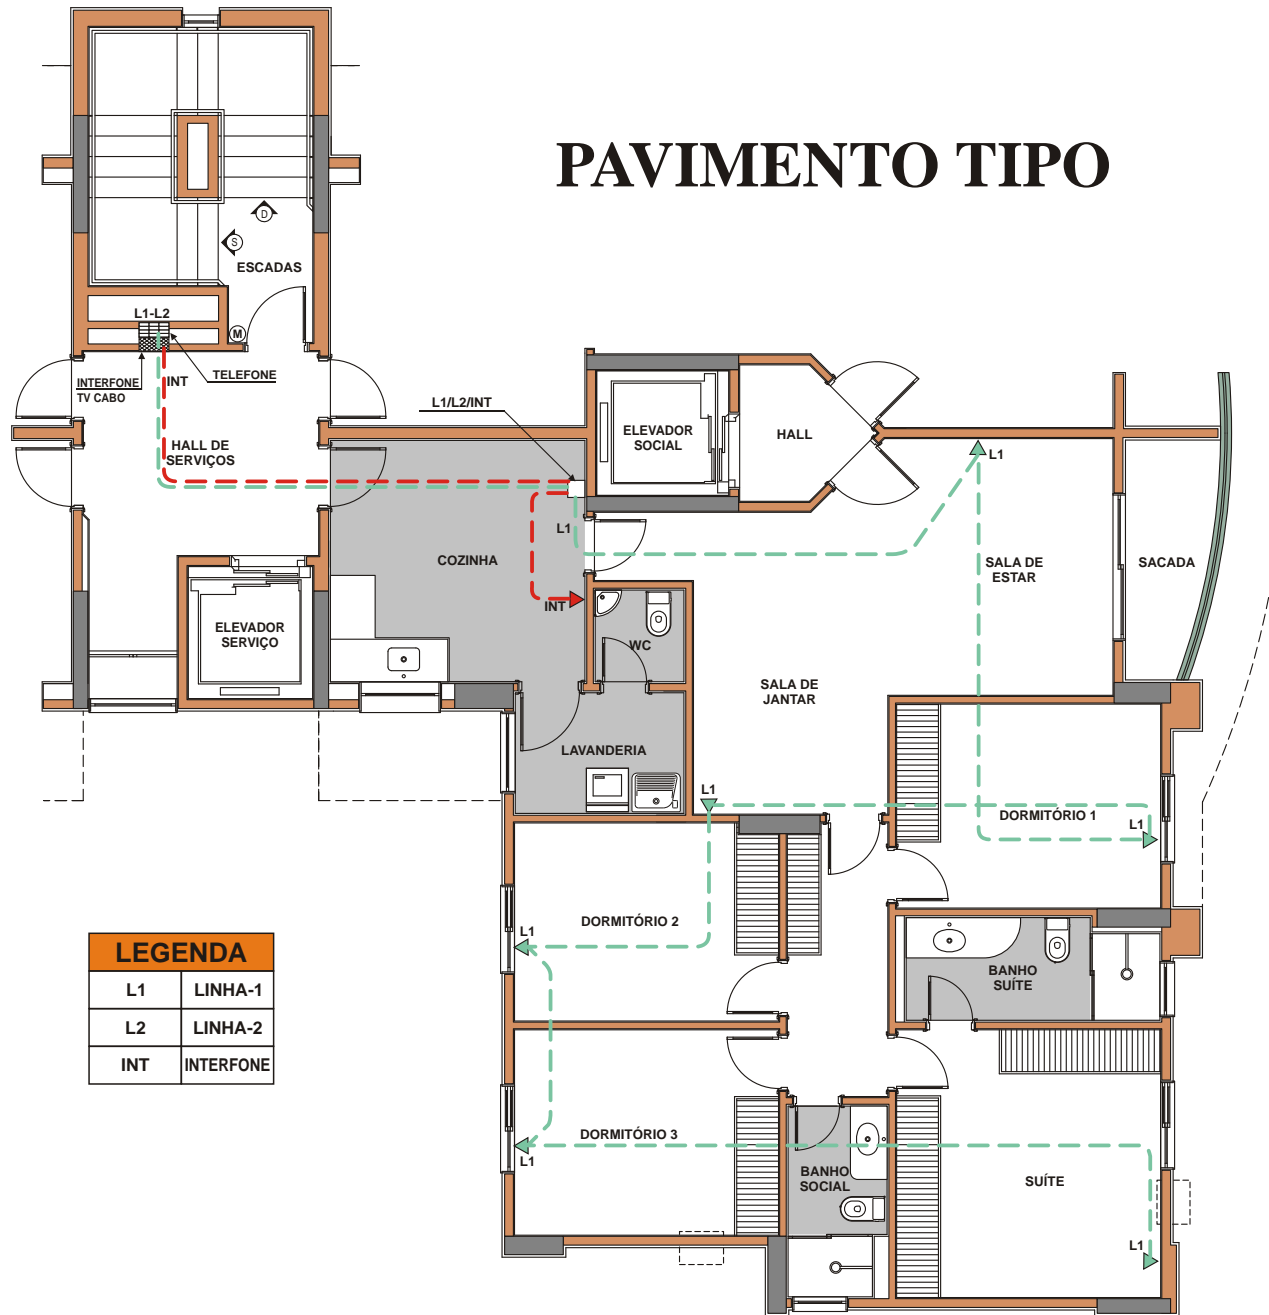 PAVIMENTO TIPO
D
S
ESCADAS
L1-L2
M
INTERFONE
TV CABO
INT
TELEFONE
L1/L2/INT
HALL DE
SERVIÇOS
ELEVADOR
SOCIAL
HALL
L1
L1
COZINHA
SALA DE
ESTAR
SACADA
INT
ELEVADOR
SERVIÇO
WC
SALA DE
JANTAR
LAVANDERIA
L1
DORMITÓRIO 1
L1
DORMITÓRIO 2
L1
BANHO
SUÍTE
LEGENDA
L1 LINHA-1
L2 LINHA-2
INT INTERFONE
DORMITÓRIO 3
L1
BANHO
SOCIAL
SUÍTE
L1